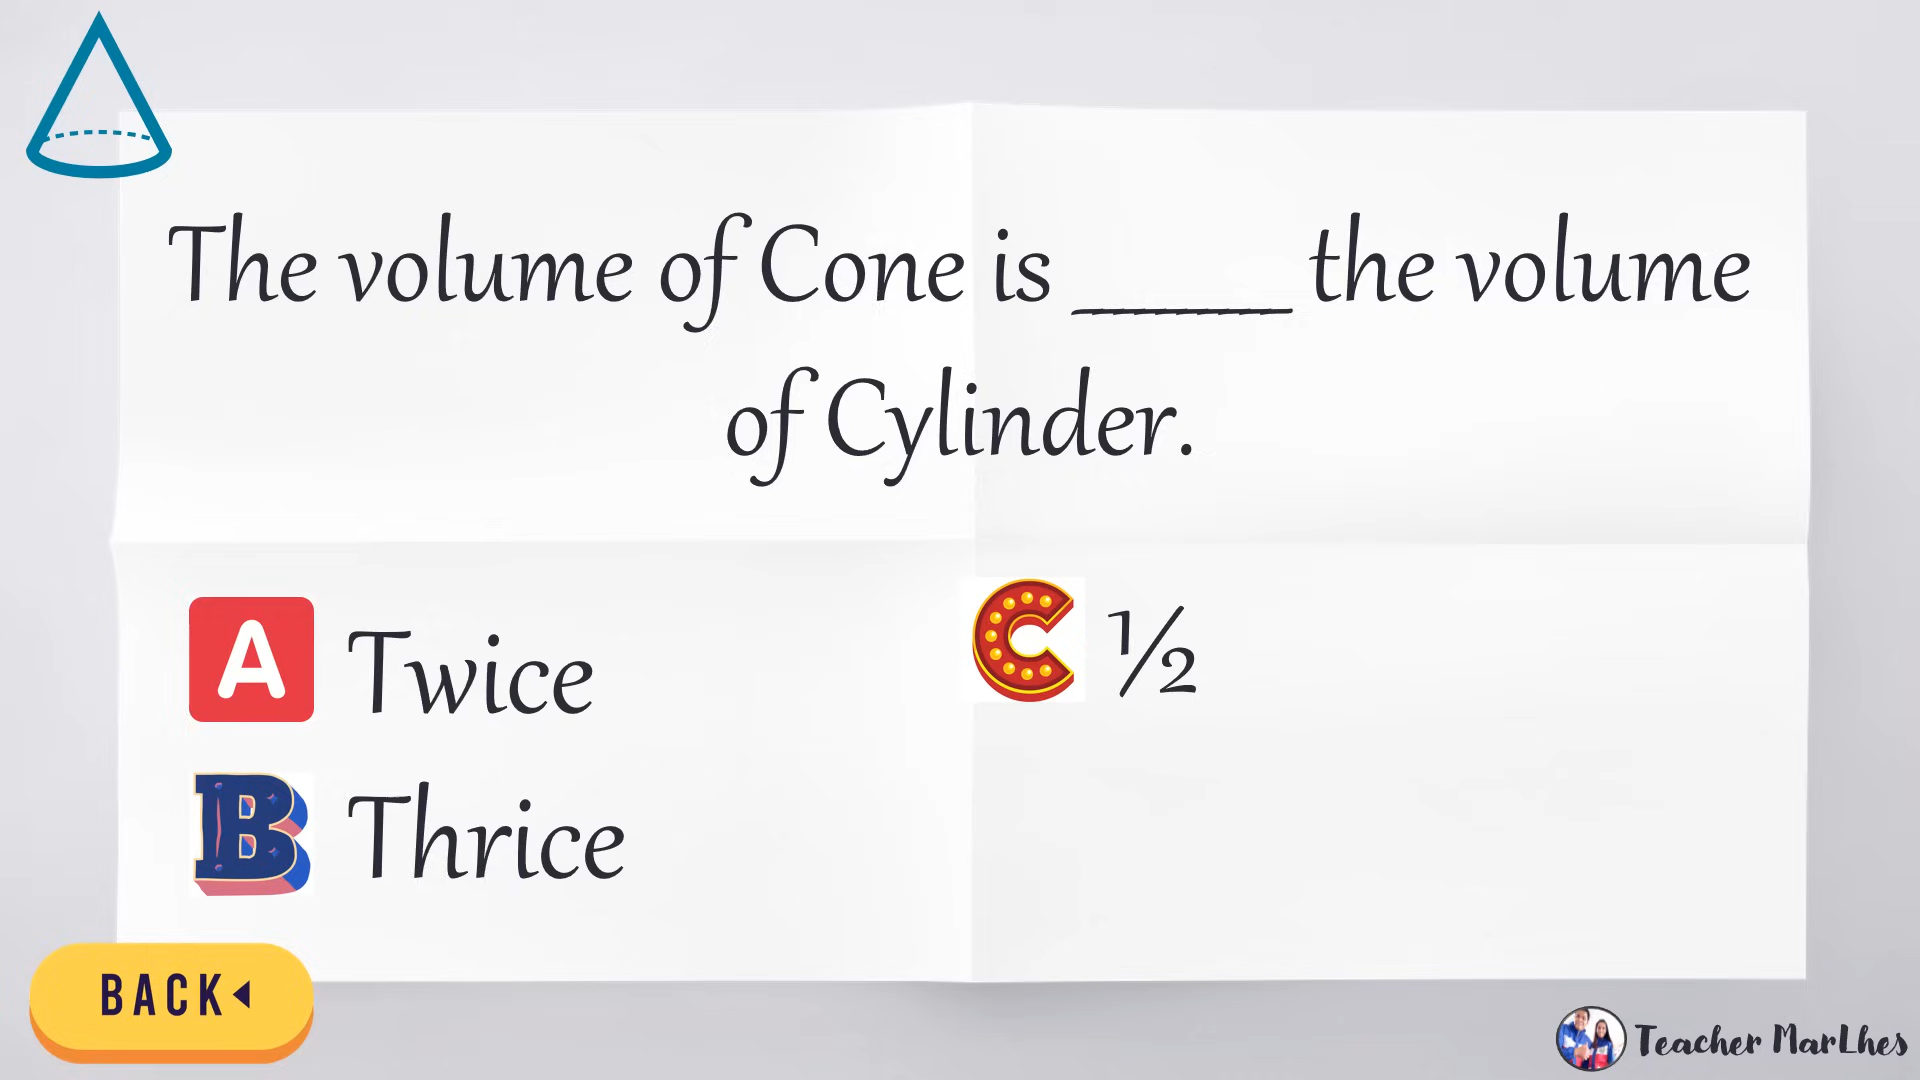 The volume of Cone is _____ the volume
of Cylinder.
A Twice
B Thrice
C ½
BACK
Teacher MarLhes